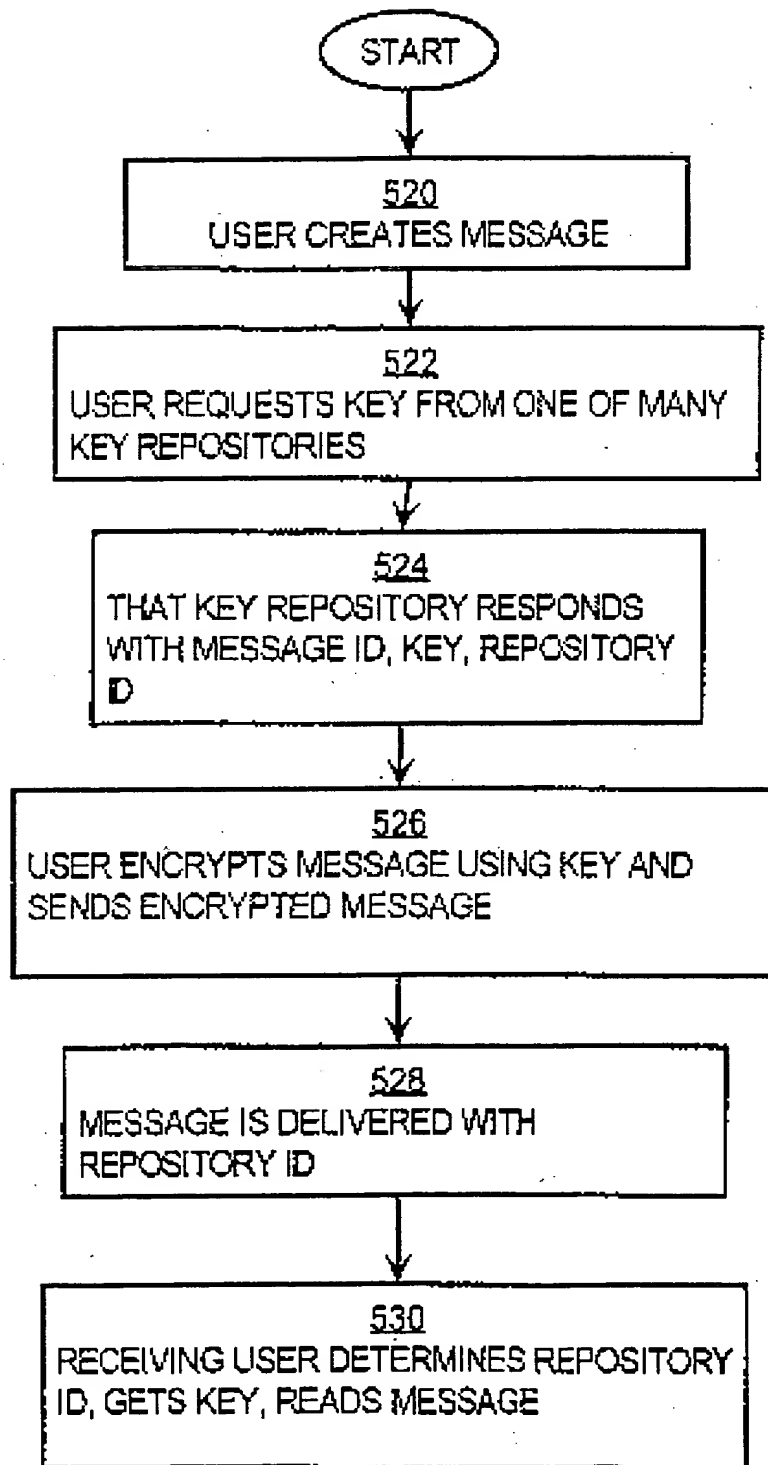 START
520
USER CREATES MESSAGE
522
USER REQUESTS KEY FROM ONE OF MANY
KEY REPOSITORIES
524
THAT KEY REPOSITORY RESPONDS
WITH MESSAGE ID, KEY, REPOSITORY
ID
526
USER ENCRYPTS MESSAGE USING KEY AND
SENDS ENCRYPTED MESSAGE
528
MESSAGE IS DELIVERED WITH
REPOSITORY ID
530
RECEIVING USER DETERMINES REPOSITORY
ID, GETS KEY, READS MESSAGE